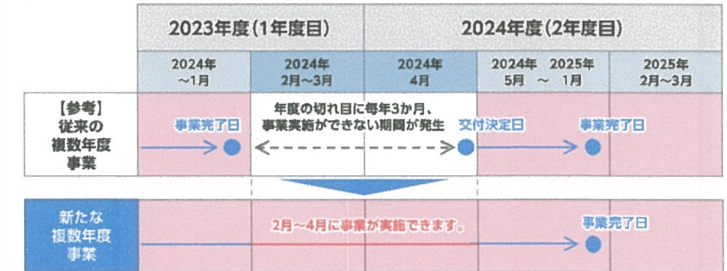 2023年度(1年度目)
2024年度(2年度目)
2024年
～1月
2024年
2月～3月
2024年
4月
2024年 2025年
5月 ～ 1月
2025年
2月～3月
【参考】
従来の
複数年度
事業
事業完了日
年度の切れ目に毎年3か月、
事業実施ができない期間が発生
交付決定日
事業完了日
新たな
複数年度
事業
2月～4月に事業が実施できます。
事業完了日